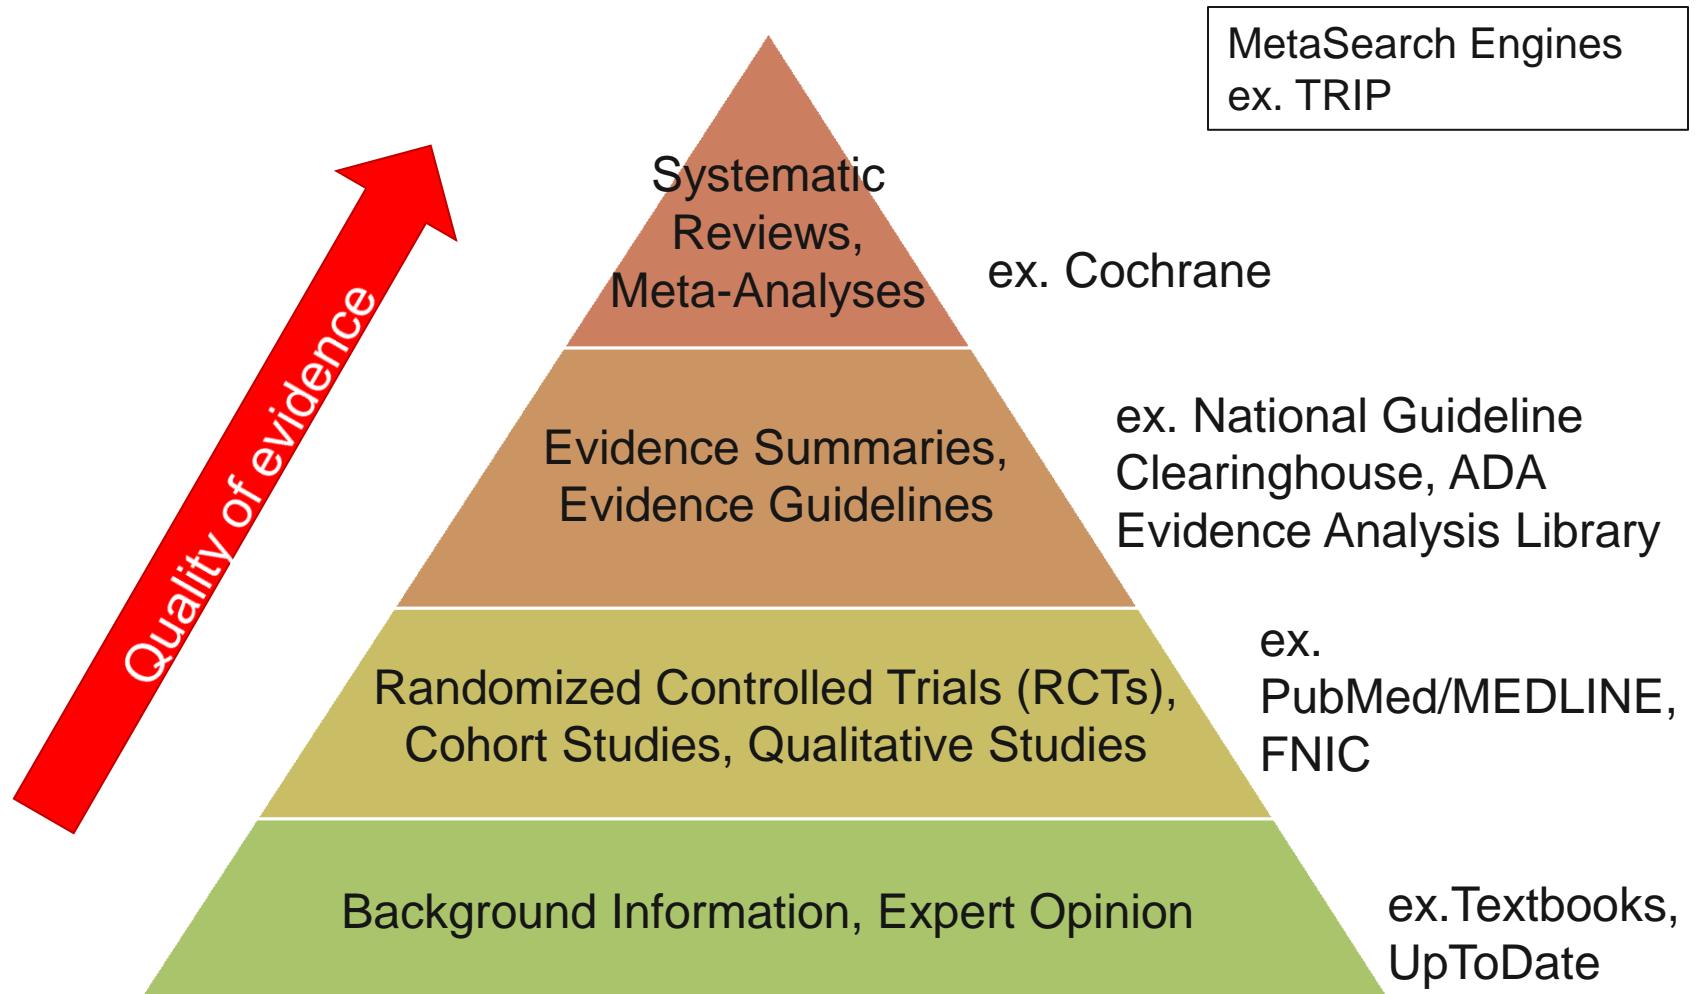 MetaSearch Engines
ex. TRIP
Systematic
Reviews,
Meta-Analyses
ex. Cochrane
Quality of evidence
Evidence Summaries,
Evidence Guidelines
ex. National Guideline
Clearinghouse, ADA
Evidence Analysis Library
Randomized Controlled Trials (RCTs),
Cohort Studies, Qualitative Studies
ex.
PubMed/MEDLINE,
FNIC
Background Information, Expert Opinion
ex.Textbooks,
UpToDate